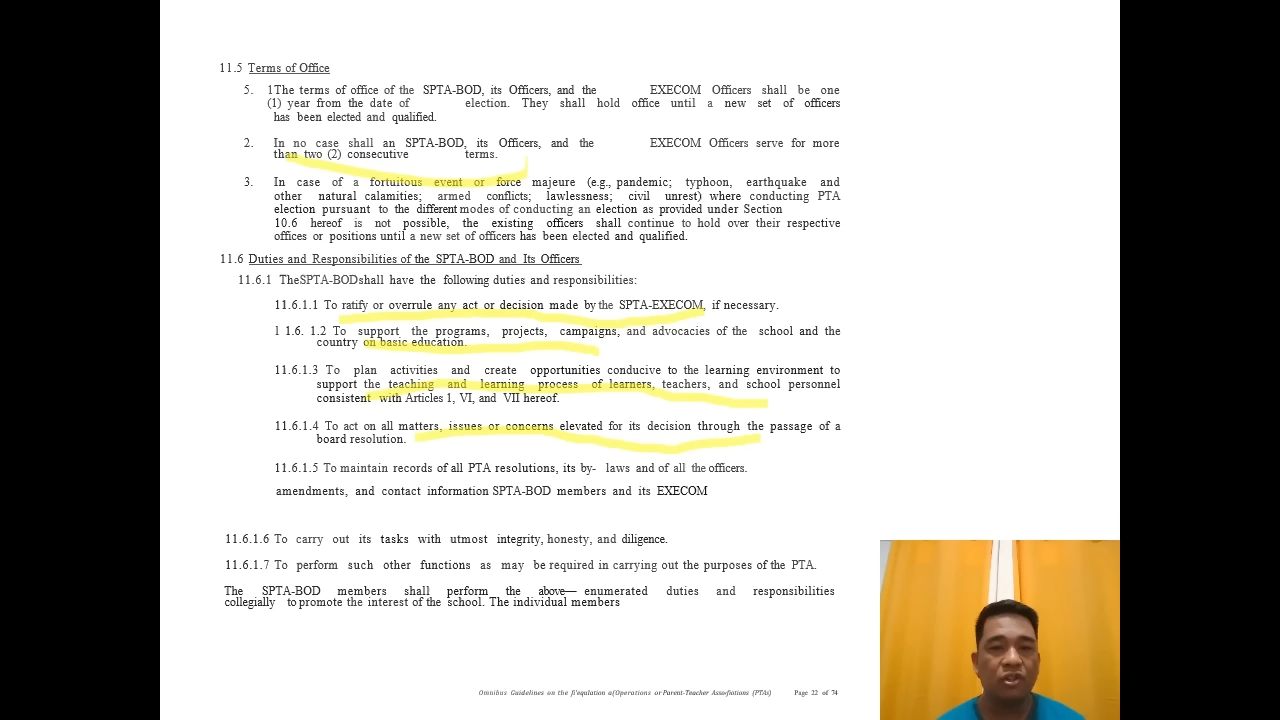 11.5 Terms of Office
5. 1The terms of office of the SPTA-BOD, its Officers, and the EXECOM Officers shall be one
(1) year from the date of election. They shall hold office until a new set of officers
has been elected and qualified.
2. In no case shall an SPTA-BOD, its Officers, and the EXECOM Officers serve for more
than two (2) consecutive terms.
3. In case of a fortuitous event or force majeure (e.g., pandemic; typhoon, earthquake and
other natural calamities; armed conflicts; lawlessness; civil unrest) where conducting PTA
election pursuant to the different modes of conducting an election as provided under Section
10.6 hereof is not possible, the existing officers shall continue to hold over their respective
offices or positions until a new set of officers has been elected and qualified.
11.6 Duties and Responsibilities of the SPTA-BOD and Its Officers
11.6.1 TheSPTA-BODshall have the following duties and responsibilities:
11.6.1.1 To ratify or overrule any act or decision made by the SPTA-EXECOM, if necessary.
1 1.6. 1.2 To support the programs, projects, campaigns, and advocacies of the school and the
country on basic education.
11.6.1.3 To plan activities and create opportunities conducive to the learning environment to
support the teaching and learning process of learners, teachers, and school personnel
consistent with Articles 1, VI, and VII hereof.
11.6.1.4 To act on all matters, issues or concerns elevated for its decision through the passage of a
board resolution.
11.6.1.5 To maintain records of all PTA resolutions, its by- laws and of all the officers.
amendments, and contact information SPTA-BOD members and its EXECOM
11.6.1.6 To carry out its tasks with utmost integrity, honesty, and diligence.
11.6.1.7 To perform such other functions as may be required in carrying out the purposes of the PTA.
The SPTA-BOD members shall perform the above— enumerated duties and responsibilities
collegially to promote the interest of the school. The individual members
Omnibus Guidelines on the fi'equlation a(Operations or Parent-Teacher Assofiotions (PTAs) Page 22 of 74